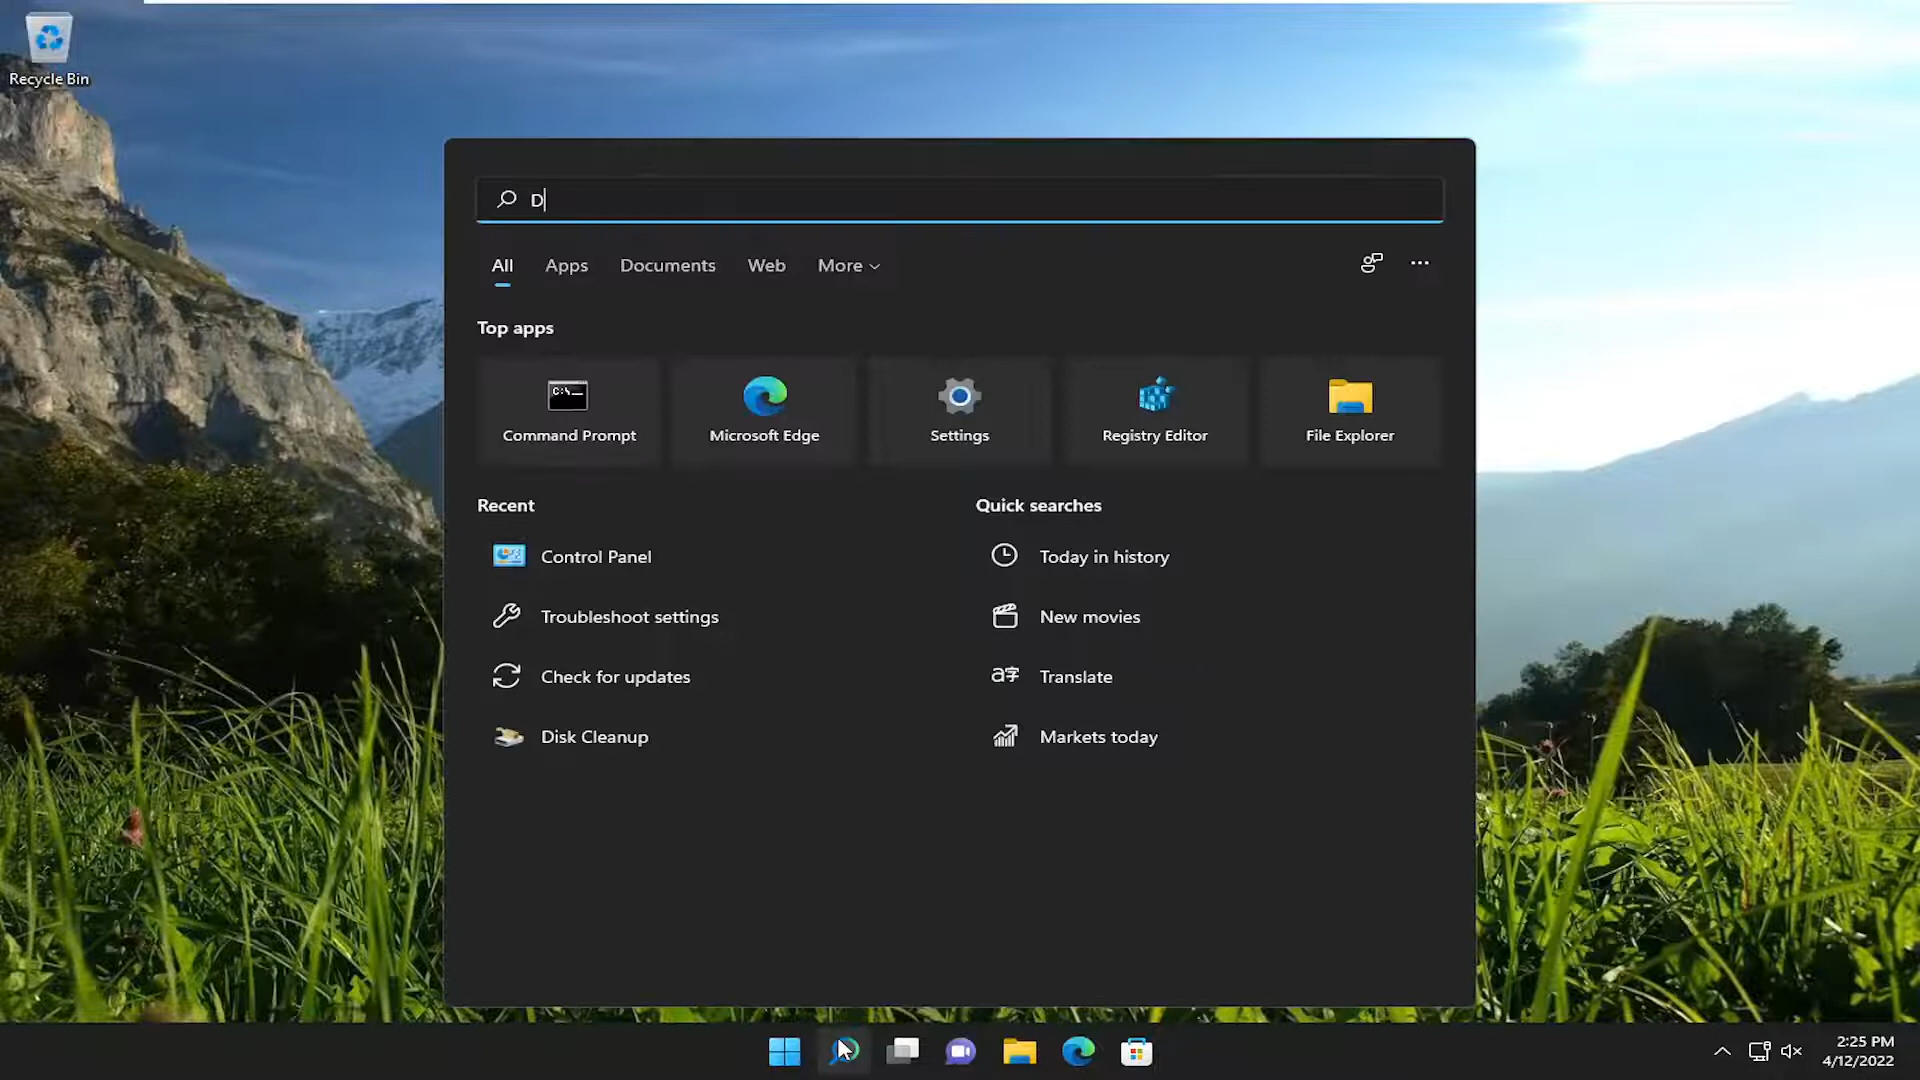 Recycle Bin
D
All Apps Documents Web More
Top apps
C:\
Command Prompt
Microsoft Edge
Settings
Registry Editor
File Explorer
Recent
Control Panel
Troubleshoot settings
Check for updates
Disk Cleanup
Quick searches
Today in history
New movies
a字 Translate
Markets today
2:25 PM
4/12/2022